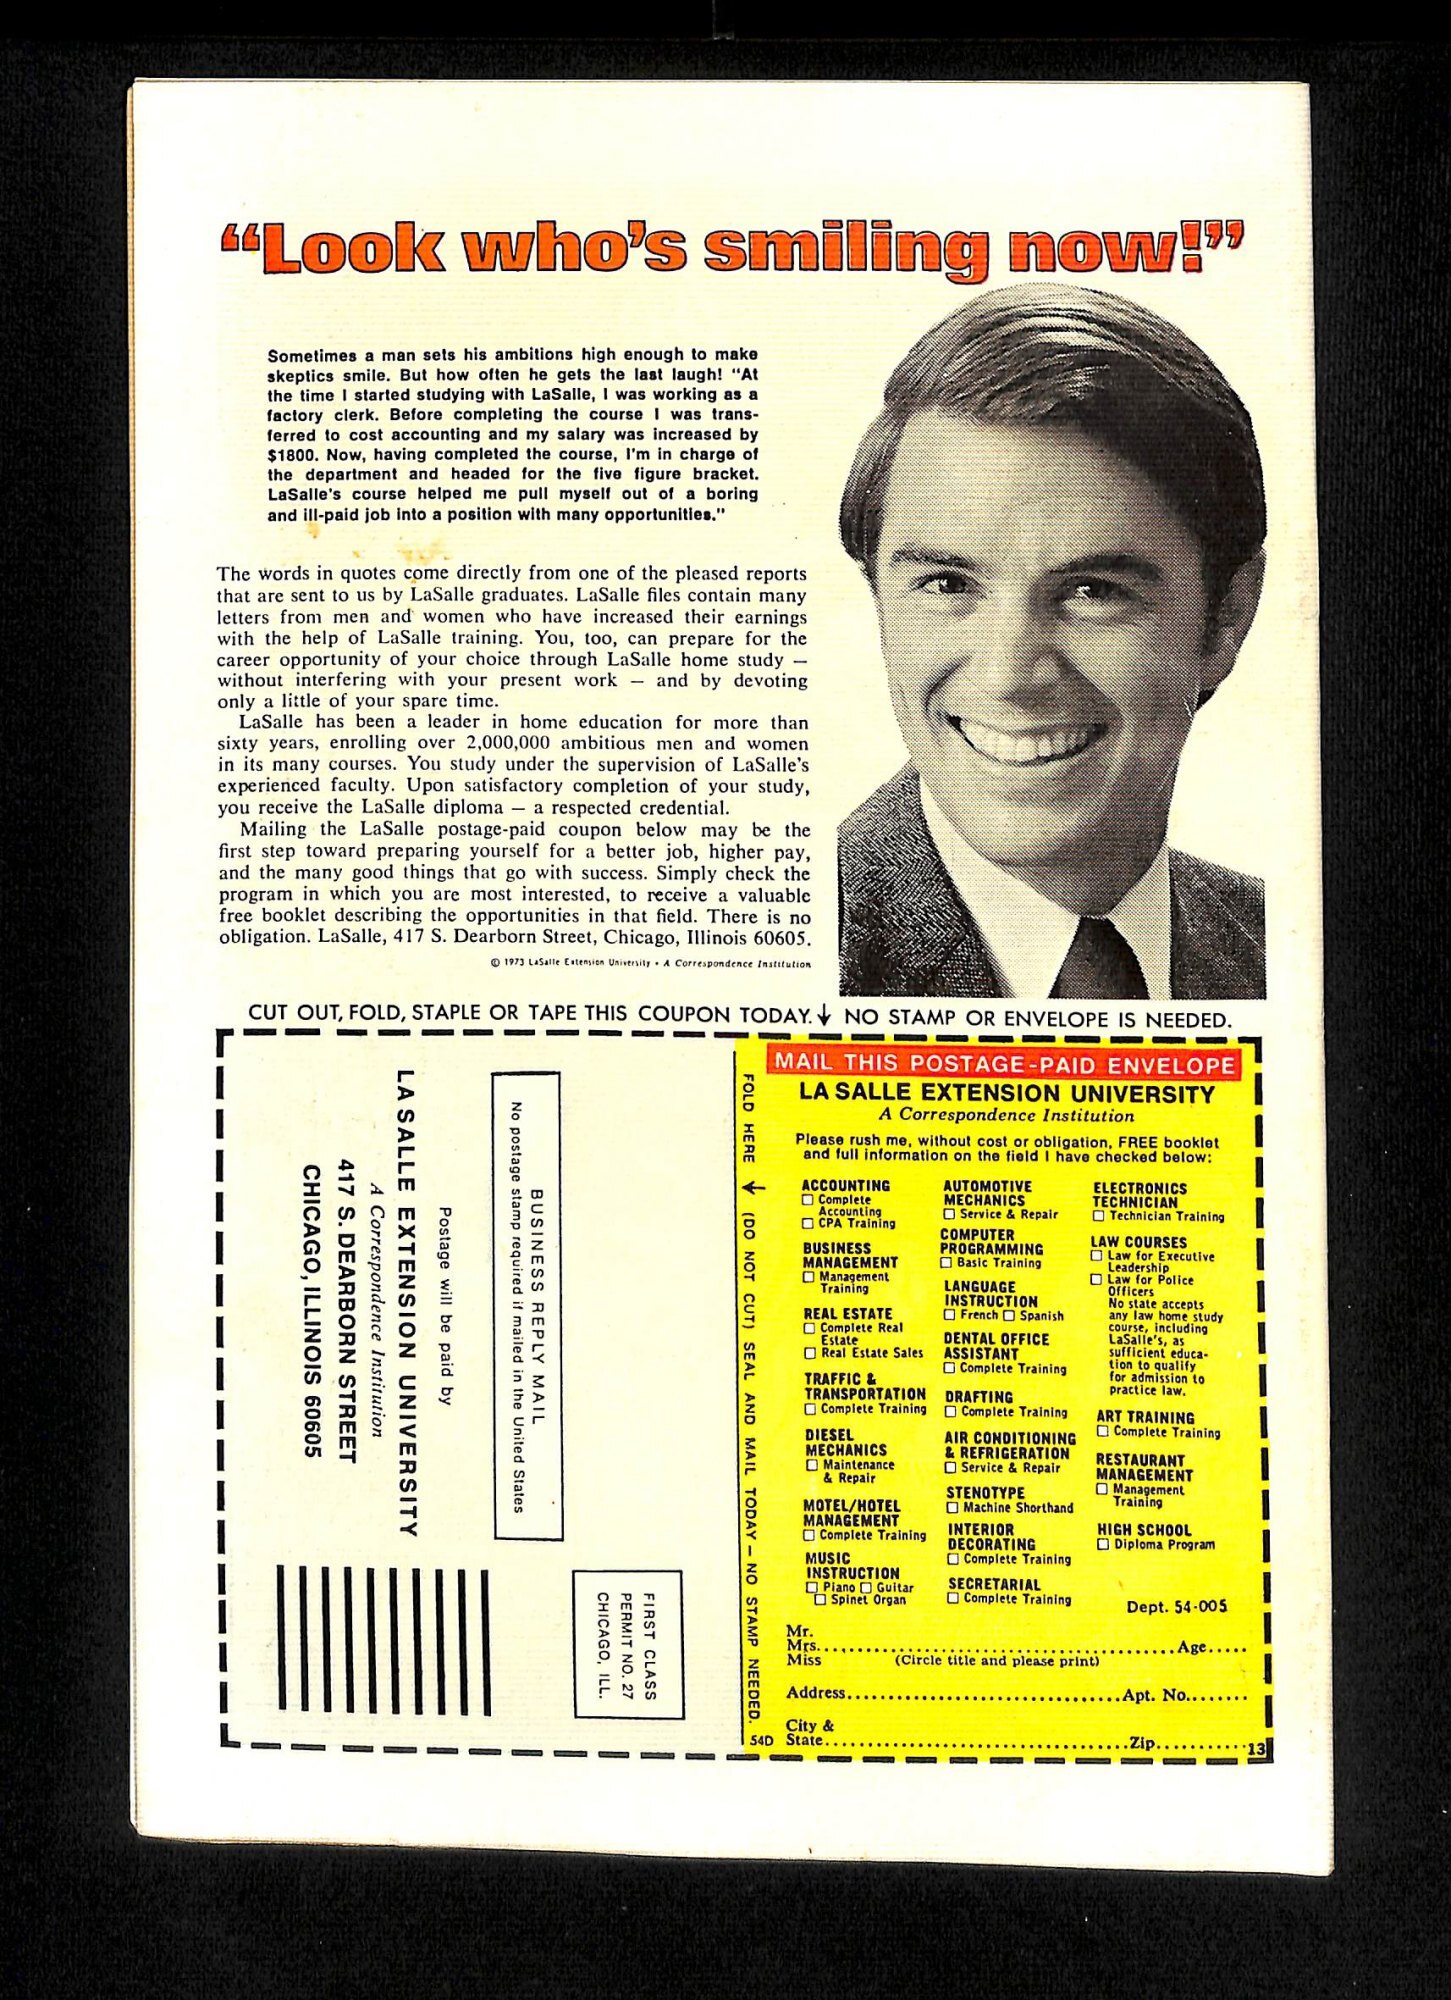 “Look who's smiling now!”
Sometimes a man sets his ambitions high enough to make
skeptics smile. But how often he gets the last laugh! “At
the time I started studying with LaSalle, I was working as a
factory clerk. Before completing the course I was trans-
ferred to cost accounting and my salary was increased by
$1800. Now, having completed the course, I'm in charge of
the department and headed for the five figure bracket.
LaSalle's course helped me pull myself out of a boring
and ill-paid job into a position with many opportunities.”
The words in quotes come directly from one of the pleased reports
that are sent to us by LaSalle graduates. LaSalle files contain many
letters from men and women who have increased their earnings
with the help of LaSalle training. You, too, can prepare for the
career opportunity of your choice through LaSalle home study —
without interfering with your present work — and by devoting
only a little of your spare time.
LaSalle has been a leader in home education for more than
sixty years, enrolling over 2,000,000 ambitious men and women
in its many courses. You study under the supervision of LaSalle's
experienced faculty. Upon satisfactory completion of your study,
you receive the LaSalle diploma — a respected credential.
Mailing the LaSalle postage-paid coupon below may be the
first step toward preparing yourself for a better job, higher pay,
and the many good things that go with success. Simply check the
program in which you are most interested, to receive a valuable
free booklet describing the opportunities in that field. There is no
obligation. LaSalle, 417 S. Dearborn Street, Chicago, Illinois 60605.
© 1973 LaSalle Extension University • A Correspondence Institution
CUT OUT, FOLD, STAPLE OR TAPE THIS COUPON TODAY. ↓ NO STAMP OR ENVELOPE IS NEEDED.
FIRST CLASS
PERMIT NO. 27
CHICAGO, ILL.
BUSINESS REPLY MAIL
No postage stamp required if mailed in the United States
Postage will be paid by
LA SALLE EXTENSION UNIVERSITY
A Correspondence Institution
417 S. DEARBORN STREET
CHICAGO, ILLINOIS 60605
FOLD HERE ↓ (DO NOT CUT) SEAL AND MAIL TODAY — NO STAMP NEEDED.
54D
MAIL THIS POSTAGE-PAID ENVELOPE
LA SALLE EXTENSION UNIVERSITY
A Correspondence Institution
Please rush me, without cost or obligation, FREE booklet
and full information on the field I have checked below:
ACCOUNTING
☐ Complete
Accounting
☐ CPA Training
BUSINESS
MANAGEMENT
☐ Management
Training
REAL ESTATE
☐ Complete Real
Estate
☐ Real Estate Sales
TRAFFIC &
TRANSPORTATION
☐ Complete Training
DIESEL
MECHANICS
☐ Maintenance
& Repair
MOTEL/HOTEL
MANAGEMENT
☐ Complete Training
MUSIC
INSTRUCTION
☐ Piano ☐ Guitar
☐ Spinet Organ
AUTOMOTIVE
MECHANICS
☐ Service & Repair
COMPUTER
PROGRAMMING
☐ Basic Training
LANGUAGE
INSTRUCTION
☐ French ☐ Spanish
DENTAL OFFICE
ASSISTANT
☐ Complete Training
DRAFTING
☐ Complete Training
AIR CONDITIONING
& REFRIGERATION
☐ Service & Repair
STENOTYPE
☐ Machine Shorthand
INTERIOR
DECORATING
☐ Complete Training
SECRETARIAL
☐ Complete Training
ELECTRONICS
TECHNICIAN
☐ Technician Training
LAW COURSES
☐ Law for Executive
Leadership
☐ Law for Police
Officers
No state accepts
any law home study
course, including
LaSalle's, as
sufficient educa-
tion to qualify
for admission to
practice law.
ART TRAINING
☐ Complete Training
RESTAURANT
MANAGEMENT
☐ Management
Training
HIGH SCHOOL
☐ Diploma Program
Dept. 54-005
Mr.
Mrs. Age
Miss (Circle title and please print)
Address Apt. No.
City &
State Zip
13